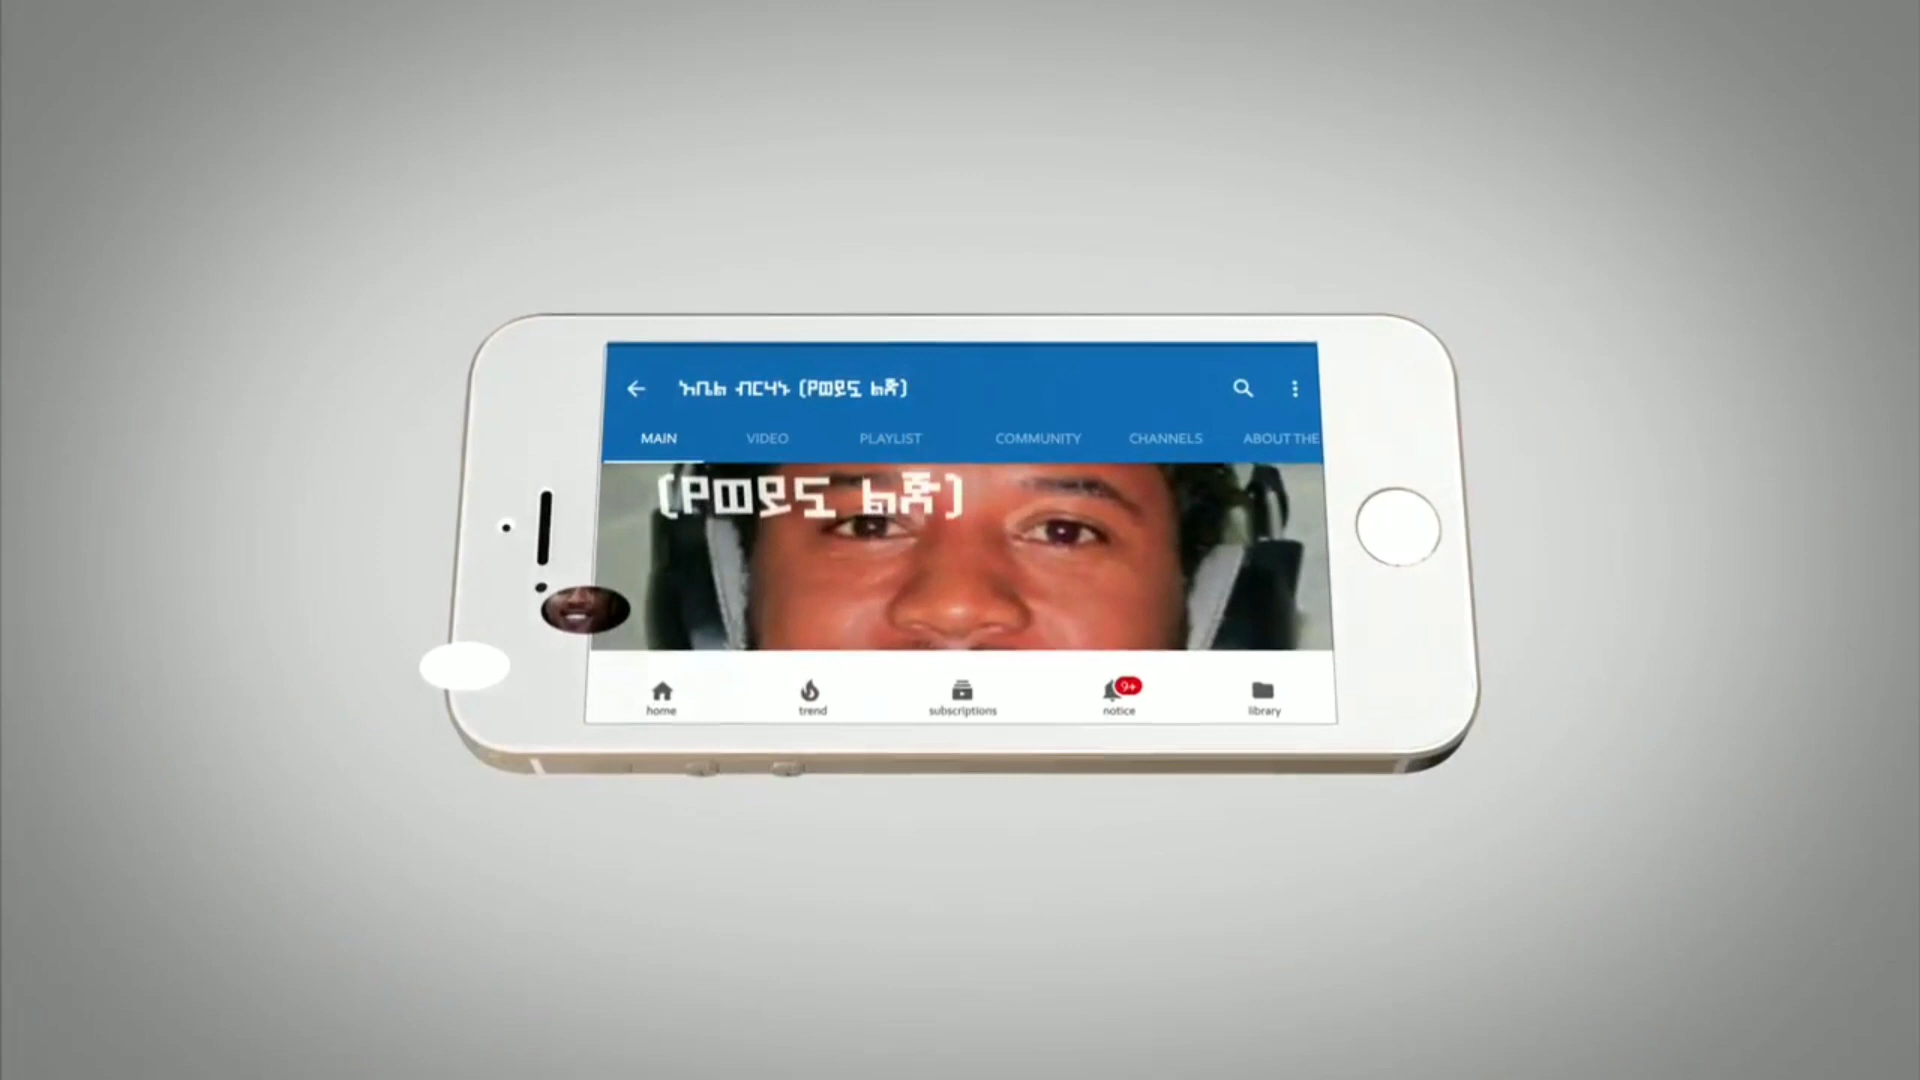 አቤል ብርሃኑ (የወይኗ ልጅ)
MAIN VIDEO PLAYLIST COMMUNITY CHANNELS ABOUT THE
(የወይኗ ልጅ)
9+
home trend subscriptions notice library